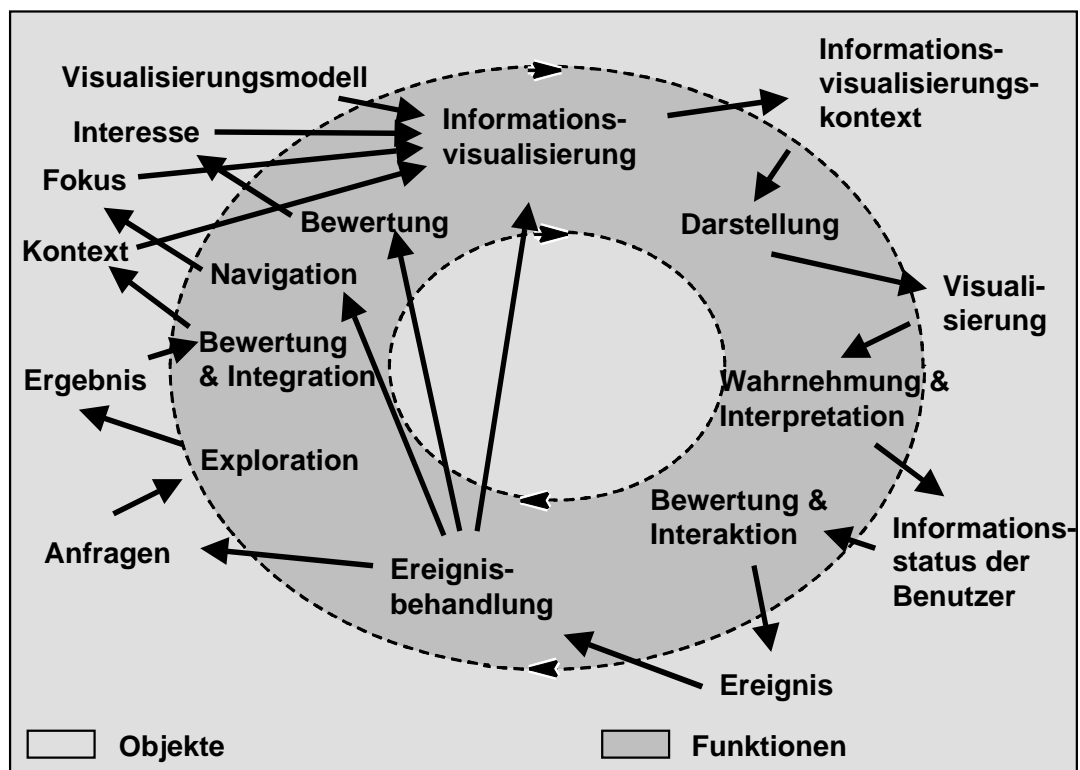 Visualisierungsmodell
Interesse
Fokus
Kontext
Ergebnis
Anfragen
Informations-
visualisierung
Bewertung
Navigation
Bewertung
& Integration
Exploration
Ereignis-
behandlung
Informations-
visualisierungs-
kontext
Darstellung
Visuali-
sierung
Wahrnehmung &
Interpretation
Bewertung &
Interaktion
Informations-
status der
Benutzer
Ereignis
Objekte
Funktionen